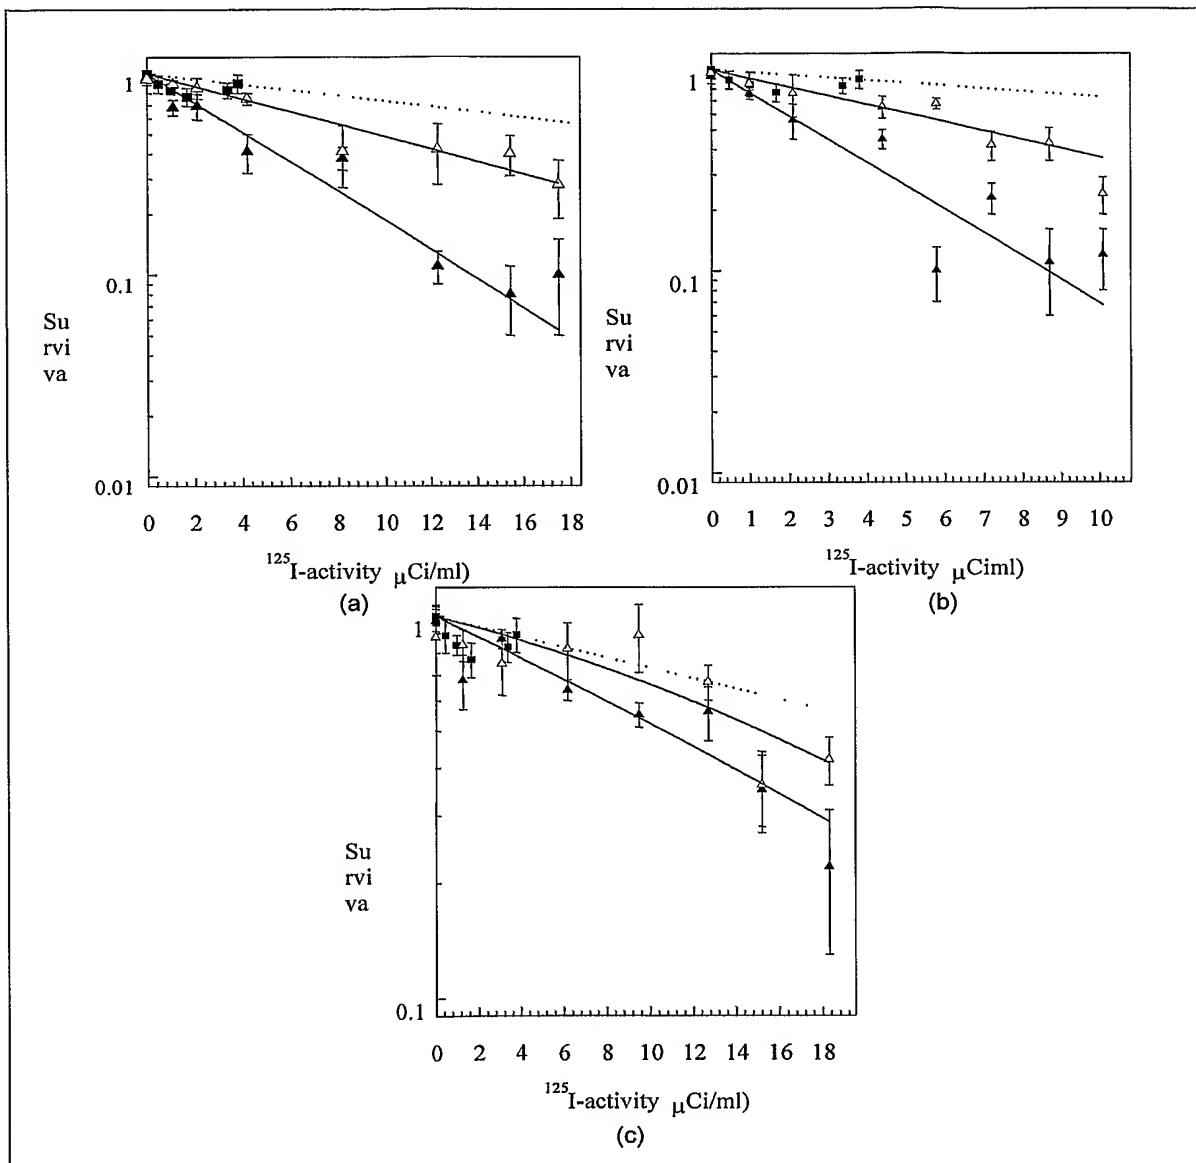 1
0.1
Su
rvi
va
0.01
0 2 4 6 8 10 12 14 16 18
125I-activity μCi/ml)
(a)
1
0.1
Su
rvi
va
0.01
0 1 2 3 4 5 6 7 8 9 10
125I-activity μCiml)
(b)
1
Su
rvi
va
0.1
0 2 4 6 8 10 12 14 16 18
125I-activity μCi/ml)
(c)